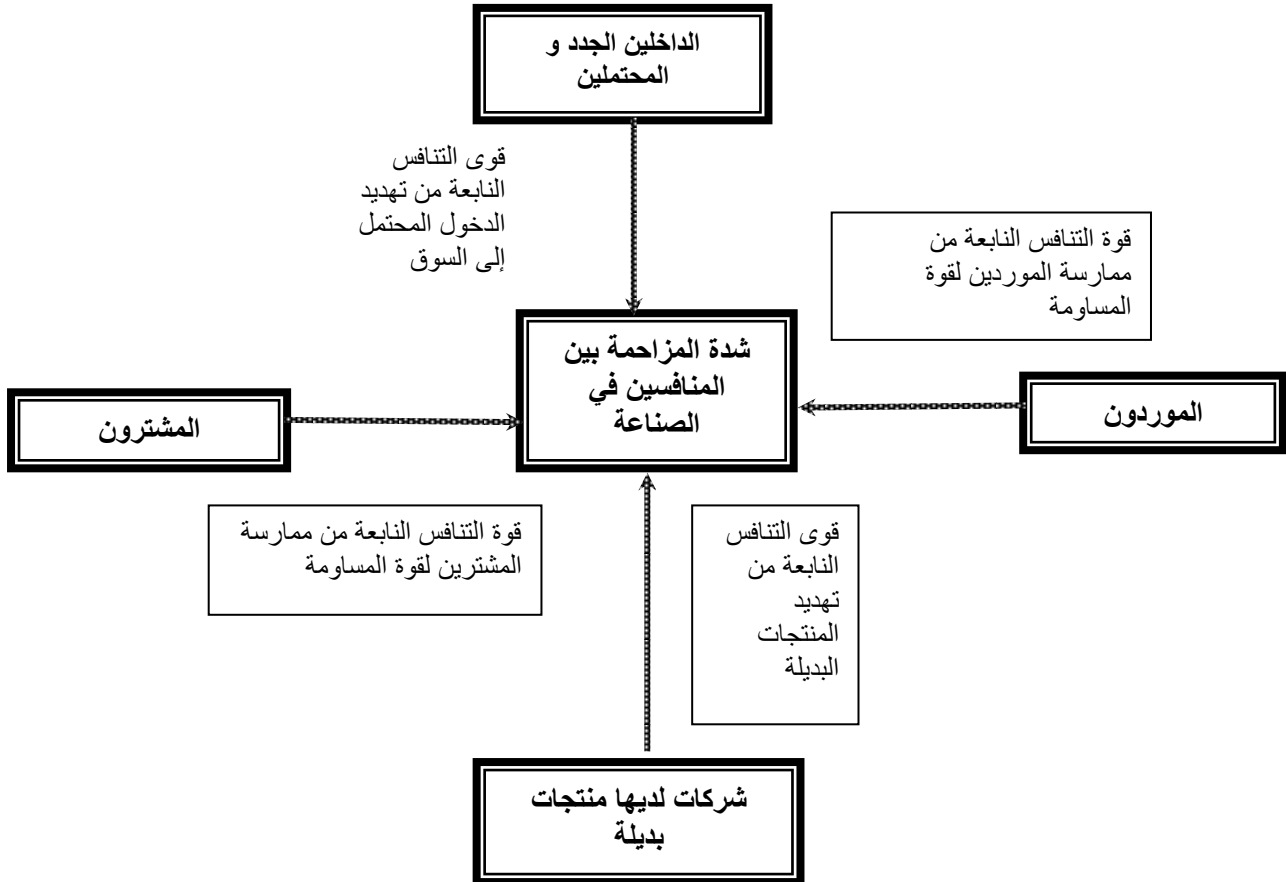 الداخلين الجدد و
المحتملين
قوى التنافس
النابعة من تهديد
الدخول المحتمل
إلى السوق
قوة التنافس النابعة من
ممارسة الموردين لقوة
المساومة
شدة المزاحمة بين
المنافسين في
الصناعة
الموردون
المشترون
قوى التنافس
النابعة من
تهديد
المنتجات
البديلة
قوة التنافس النابعة من ممارسة
المشترين لقوة المساومة
شركات لديها منتجات
بديلة